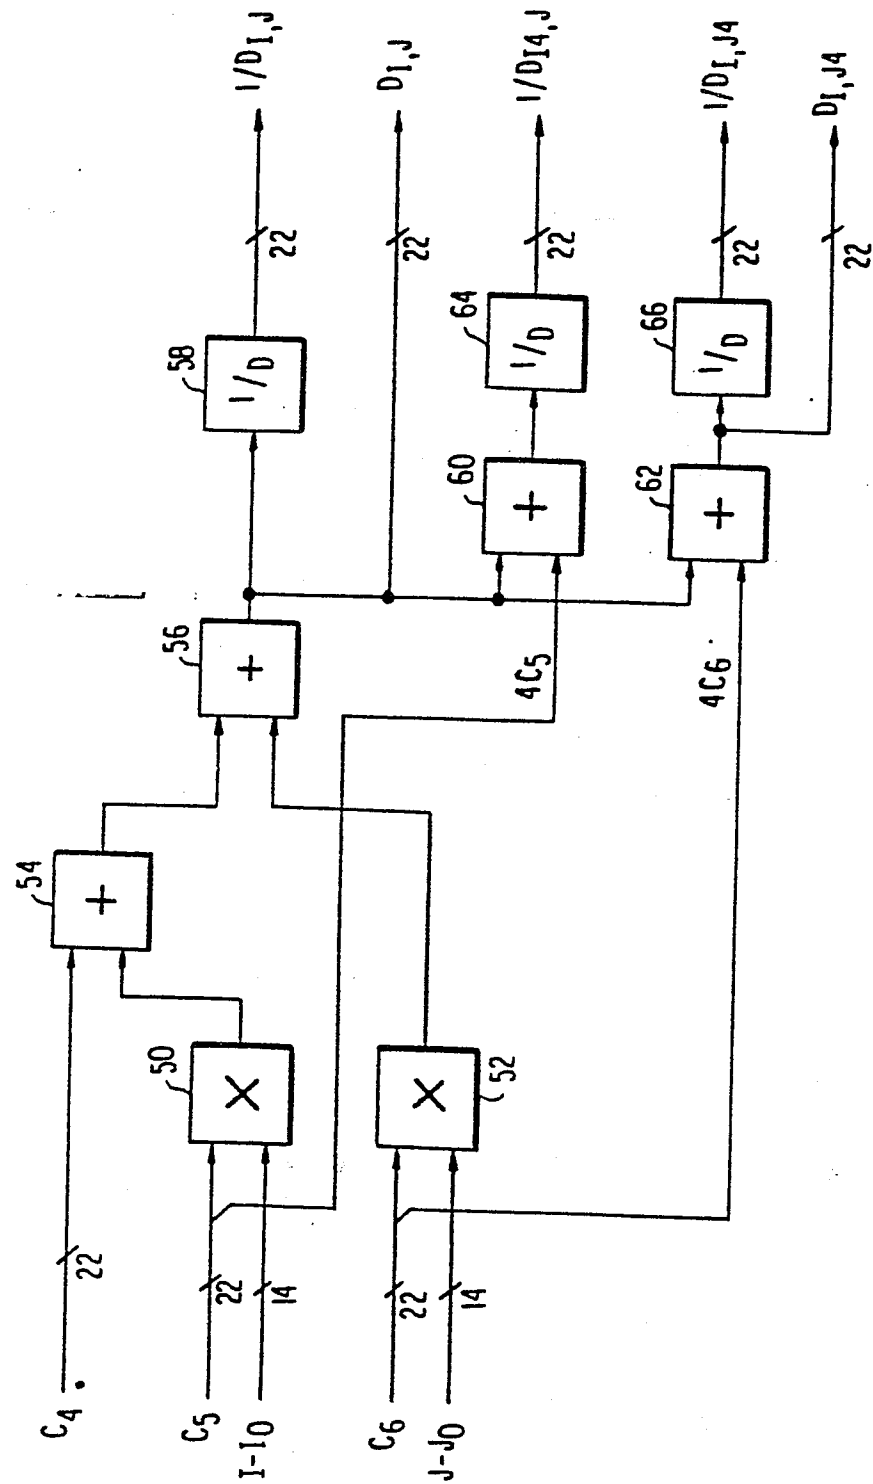 C4
22
C5
22
I-I0
14
C6
22
J-J0
14
50
×
52
×
54
+
56
+
4C5
4C6
58
1/D
60
+
62
+
64
1/D
66
1/D
22
1/DI,J
22
DI,J
22
1/DI4,J
22
1/DI,J4
22
DI,J4